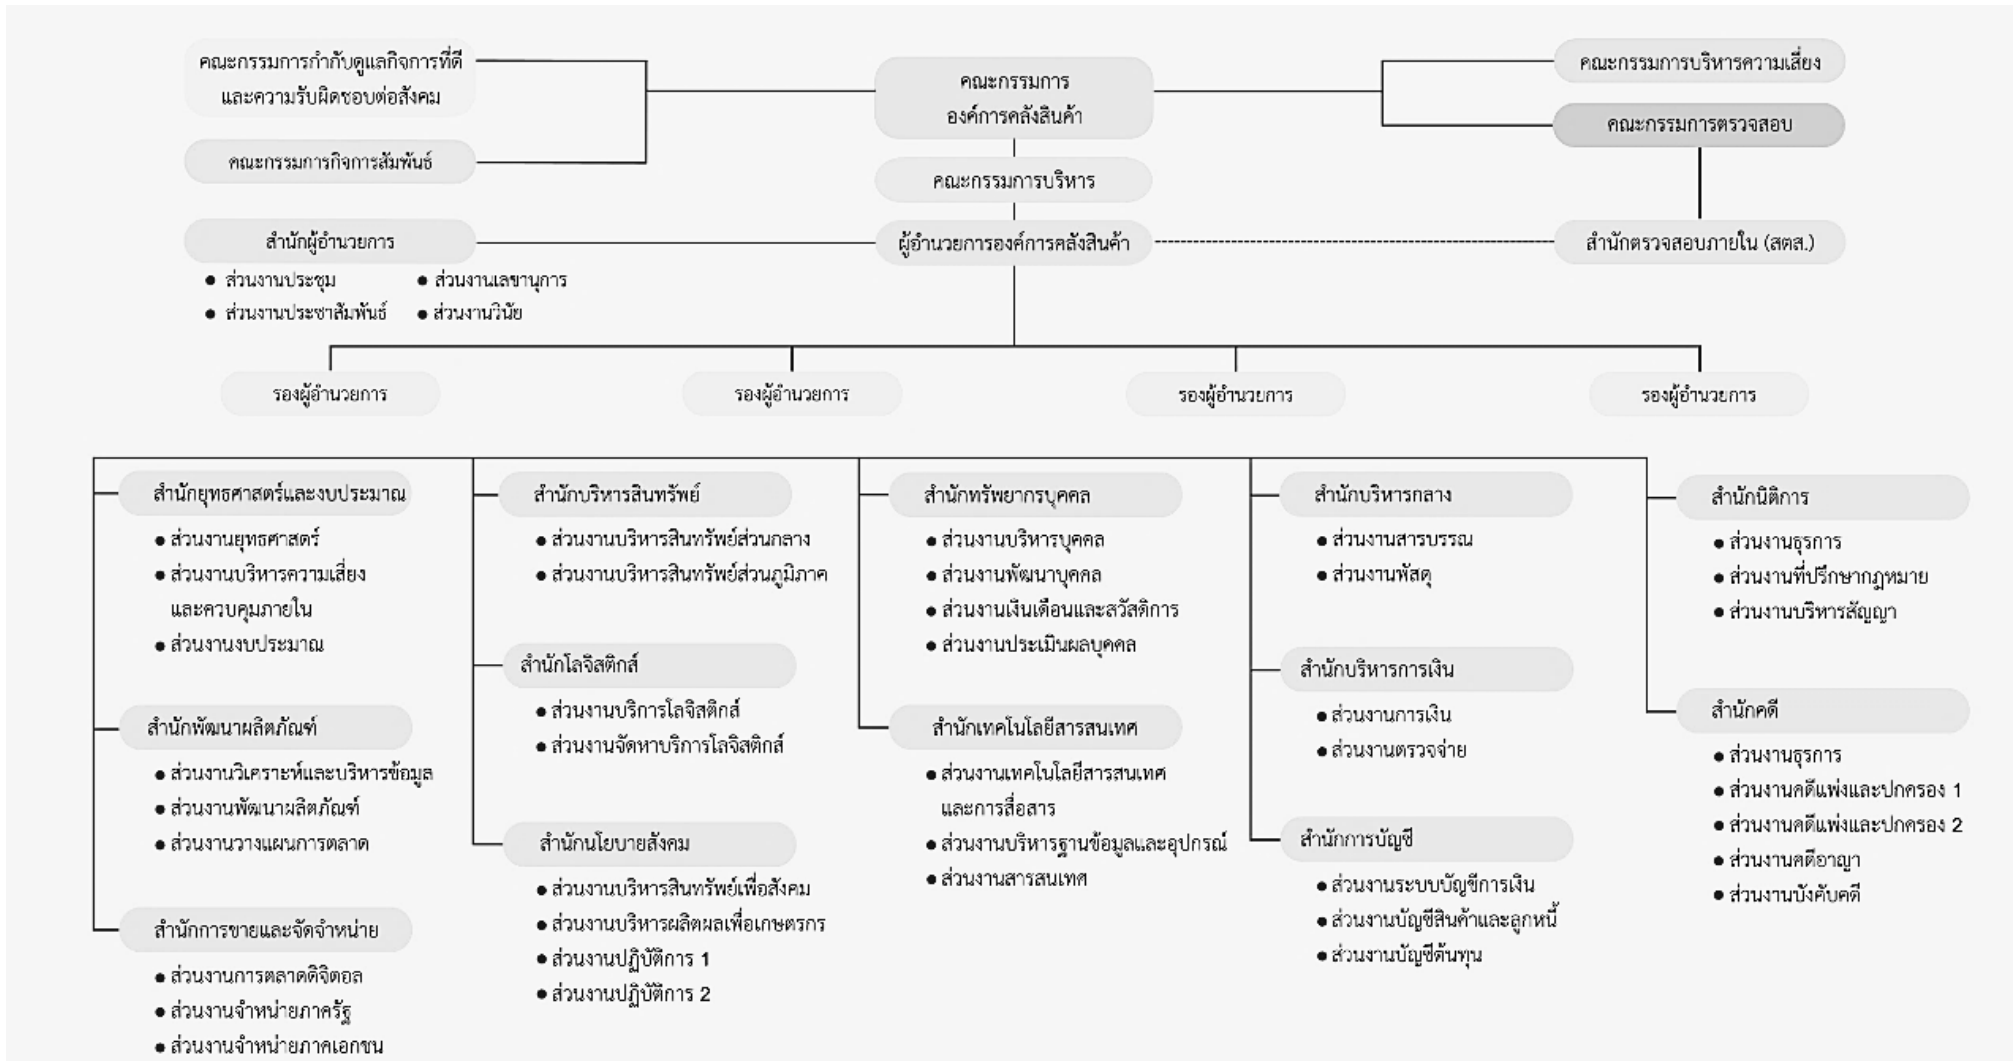 คณะกรรมการกำกับดูแลกิจการที่ดี
และความรับผิดชอบต่อสังคม
คณะกรรมการกิจการสัมพันธ์
คณะกรรมการ
องค์การคลังสินค้า
คณะกรรมการบริหารความเสี่ยง
คณะกรรมการตรวจสอบ
คณะกรรมการบริหาร
สำนักผู้อำนวยการ
ผู้อำนวยการองค์การคลังสินค้า
สำนักตรวจสอบภายใน (สตส.)
● ส่วนงานประชุม
● ส่วนงานเลขานุการ
● ส่วนงานประชาสัมพันธ์
● ส่วนงานวินัย
รองผู้อำนวยการ
รองผู้อำนวยการ
รองผู้อำนวยการ
รองผู้อำนวยการ
สำนักยุทธศาสตร์และงบประมาณ
● ส่วนงานยุทธศาสตร์
● ส่วนงานบริหารความเสี่ยง
และควบคุมภายใน
● ส่วนงานงบประมาณ
สำนักพัฒนาผลิตภัณฑ์
● ส่วนงานวิเคราะห์และบริหารข้อมูล
● ส่วนงานพัฒนาผลิตภัณฑ์
● ส่วนงานวางแผนการตลาด
สำนักการขายและจัดจำหน่าย
● ส่วนงานการตลาดดิจิตอล
● ส่วนงานจำหน่ายภาครัฐ
● ส่วนงานจำหน่ายภาคเอกชน
สำนักบริหารสินทรัพย์
● ส่วนงานบริหารสินทรัพย์ส่วนกลาง
● ส่วนงานบริหารสินทรัพย์ส่วนภูมิภาค
สำนักโลจิสติกส์
● ส่วนงานบริการโลจิสติกส์
● ส่วนงานจัดหาบริการโลจิสติกส์
สำนักนโยบายสังคม
● ส่วนงานบริหารสินทรัพย์เพื่อสังคม
● ส่วนงานบริหารผลิตผลเพื่อเกษตรกร
● ส่วนงานปฏิบัติการ 1
● ส่วนงานปฏิบัติการ 2
สำนักทรัพยากรบุคคล
● ส่วนงานบริหารบุคคล
● ส่วนงานพัฒนาบุคคล
● ส่วนงานเงินเดือนและสวัสดิการ
● ส่วนงานประเมินผลบุคคล
สำนักเทคโนโลยีสารสนเทศ
● ส่วนงานเทคโนโลยีสารสนเทศ
และการสื่อสาร
● ส่วนงานบริหารฐานข้อมูลและอุปกรณ์
● ส่วนงานสารสนเทศ
สำนักบริหารกลาง
● ส่วนงานสารบรรณ
● ส่วนงานพัสดุ
สำนักบริหารการเงิน
● ส่วนงานการเงิน
● ส่วนงานตรวจจ่าย
สำนักการบัญชี
● ส่วนงานระบบบัญชีการเงิน
● ส่วนงานบัญชีสินค้าและลูกหนี้
● ส่วนงานบัญชีต้นทุน
สำนักนิติการ
● ส่วนงานธุรการ
● ส่วนงานที่ปรึกษากฎหมาย
● ส่วนงานบริหารสัญญา
สำนักคดี
● ส่วนงานธุรการ
● ส่วนงานคดีแพ่งและปกครอง 1
● ส่วนงานคดีแพ่งและปกครอง 2
● ส่วนงานคดีอาญา
● ส่วนงานบังคับคดี